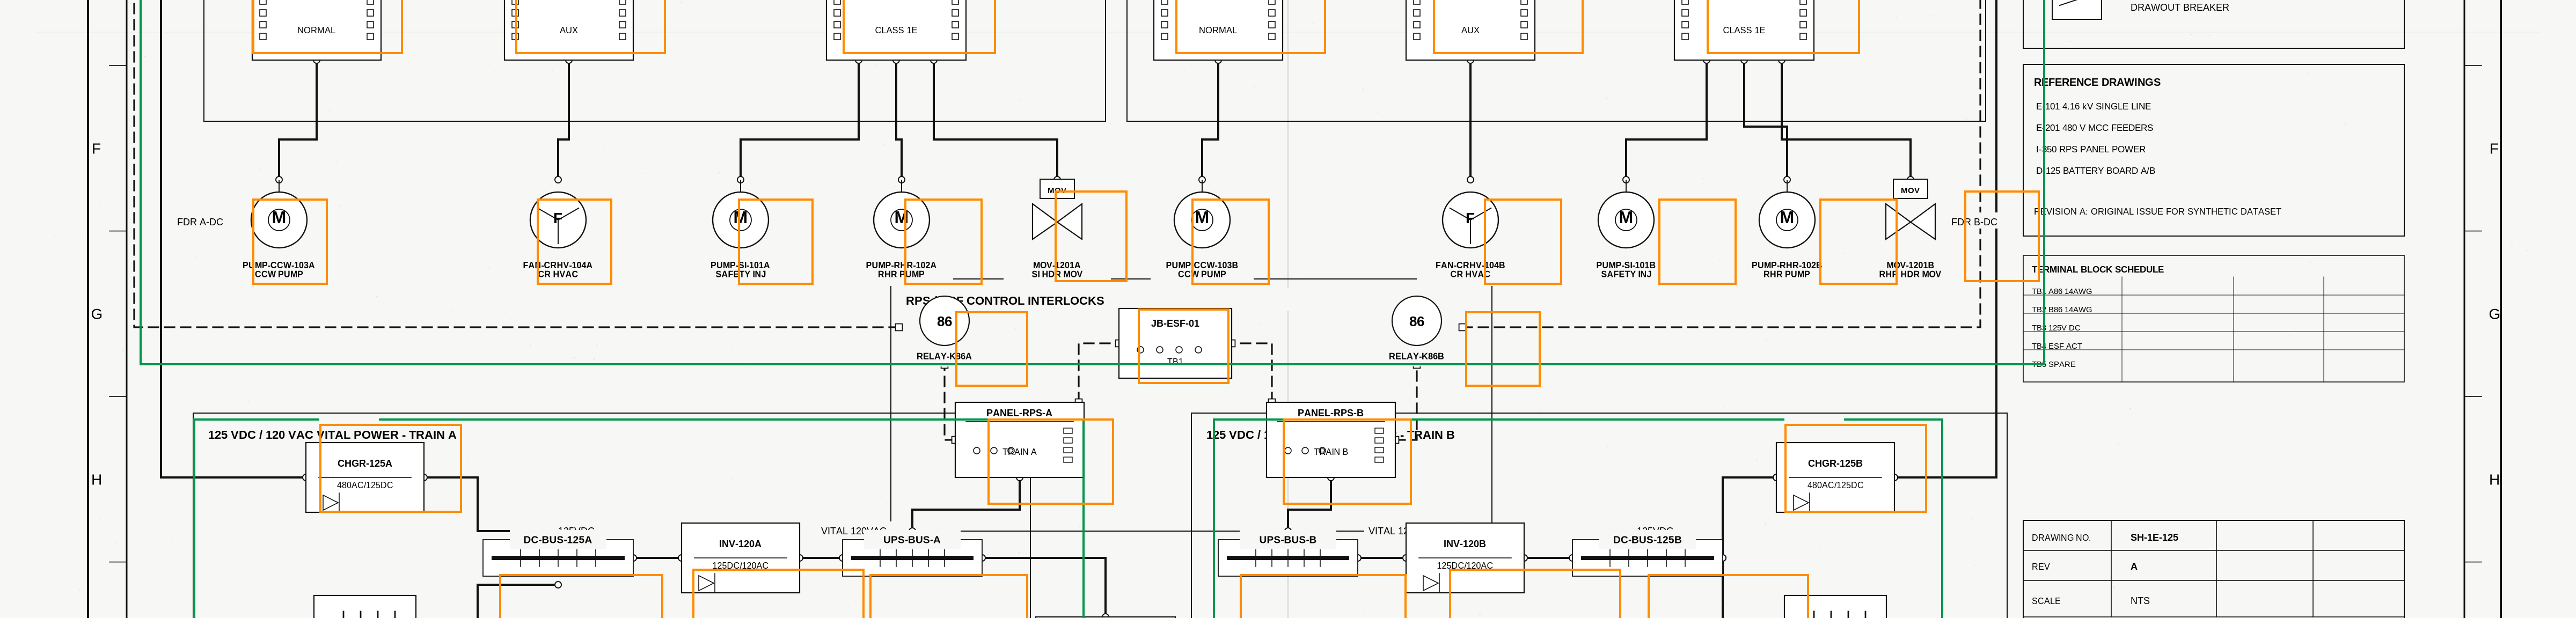 DRAWOUT BREAKER
NORMAL
AUX
CLASS 1E
NORMAL
AUX
CLASS 1E
REFERENCE DRAWINGS
E-101 4.16 kV SINGLE LINE
E-201 480 V MCC FEEDERS
I-350 RPS PANEL POWER
D-125 BATTERY BOARD A/B
REVISION A: ORIGINAL ISSUE FOR SYNTHETIC DATASET
F
F
MOV
MOV
FDR A-DC
M
F
M
M
M
F
M
M
FDR B-DC
PUMP-CCW-103A
CCW PUMP
FAN-CRHV-104A
CR HVAC
PUMP-SI-101A
SAFETY INJ
PUMP-RHR-102A
RHR PUMP
MOV-1201A
SI HDR MOV
PUMP-CCW-103B
CCW PUMP
FAN-CRHV-104B
CR HVAC
PUMP-SI-101B
SAFETY INJ
PUMP-RHR-102B
RHR PUMP
MOV-1201B
RHR HDR MOV
TERMINAL BLOCK SCHEDULE
TB1 A86 14AWG
TB2 B86 14AWG
TB3 125V DC
TB4 ESF ACT
TB5 SPARE
CONTROL INTERLOCKS
G
G
86
RELAY-K86A
JB-ESF-01
TB1
86
RELAY-K86B
125 VDC / 120 VAC VITAL POWER - TRAIN A
PANEL-RPS-A
TRAIN A
PANEL-RPS-B
TRAIN B
125 VDC / - TRAIN B
CHGR-125A
480AC/125DC
CHGR-125B
480AC/125DC
H
H
125VDC
DC-BUS-125A
INV-120A
125DC/120AC
VITAL 120VAC
UPS-BUS-A
UPS-BUS-B
VITAL
INV-120B
125DC/120AC
125VDC
DC-BUS-125B
DRAWING NO. SH-1E-125
REV A
SCALE NTS